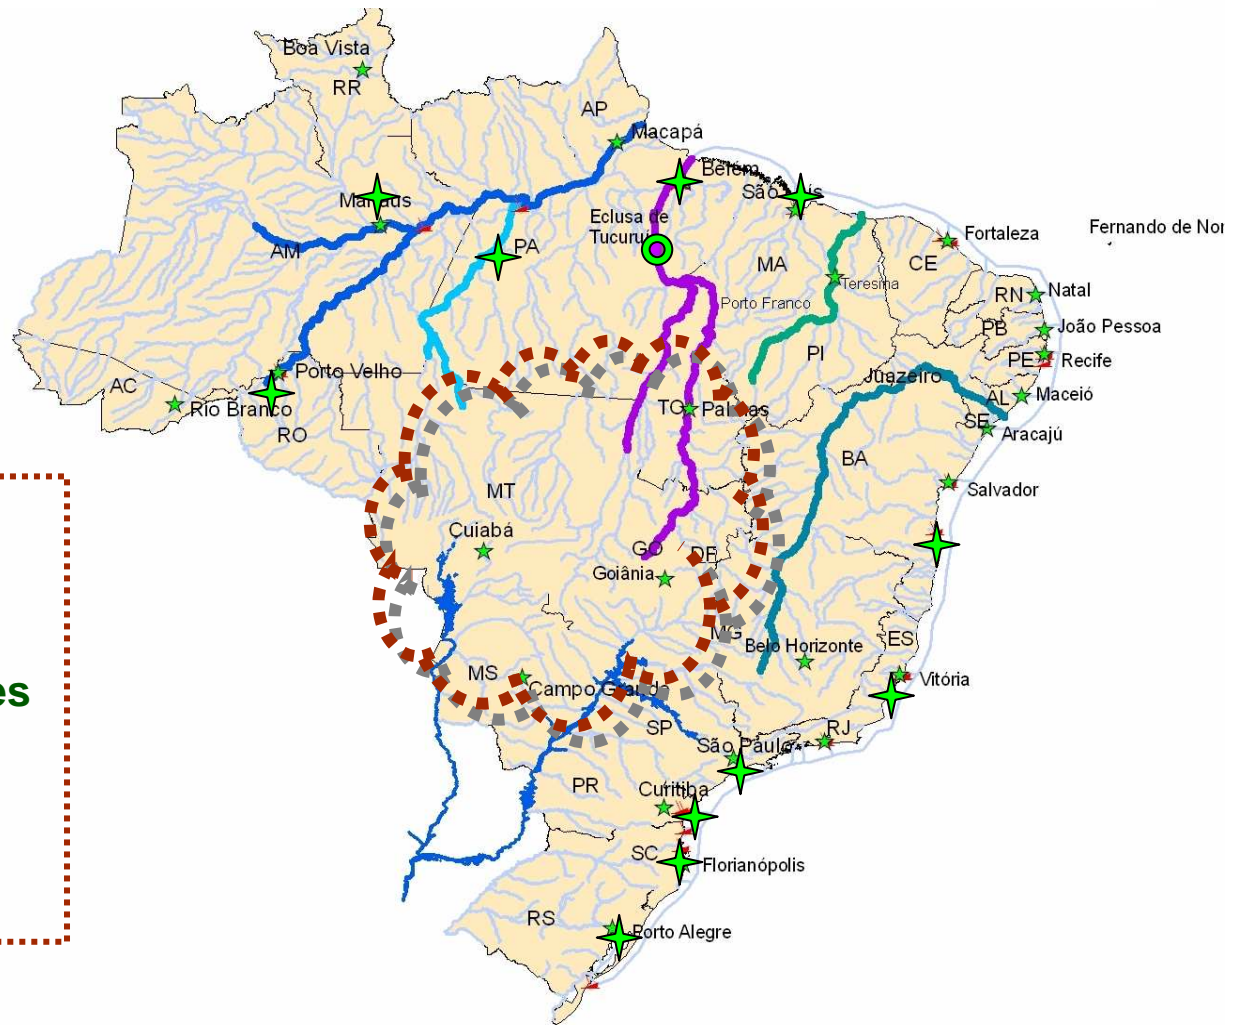 Boa Vista
RR
AP
Macapá
Belém
Manaus
São Luís
Eclusa de
Tucuruí
Fortaleza
Fernando de Nor
AM
PA
MA
CE
Teresina
RN
Natal
Porto Franco
PB
João Pessoa
PI
PE
Recife
AC
Porto Velho
Juazeiro
AL
Maceió
Rio Branco
TO
Palmas
SE
Aracajú
RO
BA
MT
Salvador
Cuiabá
GO
DF
Goiânia
MG
ES
Belo Horizonte
MS
Vitória
es
Campo Grande
SP
RJ
São Paulo
PR
Curitiba
SC
Florianópolis
RS
Porto Alegre